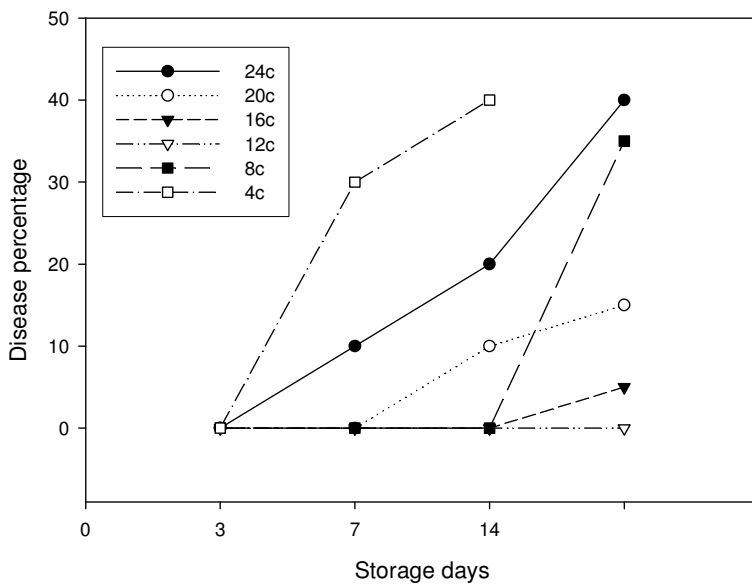 50
40
30
20
10
0
Disease percentage
24c
20c
16c
12c
8c
4c
0 3 7 14
Storage days